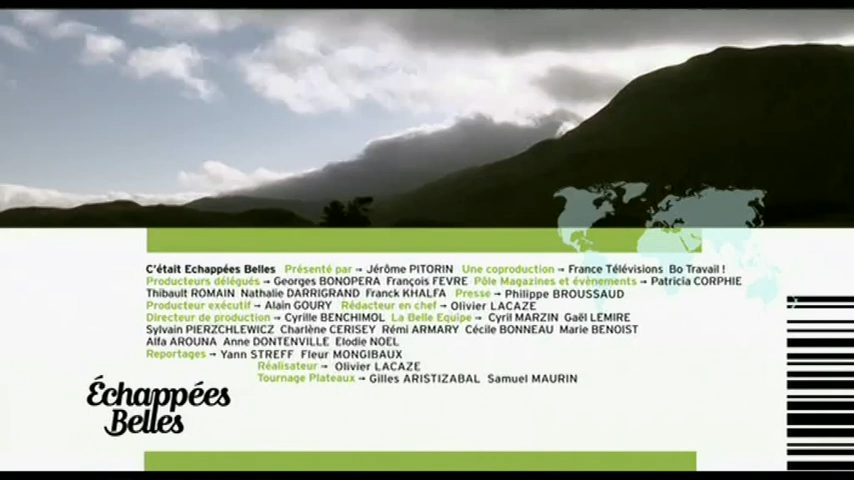 C'était Echappées Belles Présenté par → Jérôme PITORIN Une coproduction → France Télévisions Bo Travail !
Producteurs délégués → Georges BONOPERA François FEVRE Pôle Magazines et évènements → Patricia CORPHIE
Thibault ROMAIN Nathalie DARRIGRAND Franck KHALFA Presse → Philippe BROUSSAUD
Producteur exécutif → Alain GOURY Rédacteur en chef → Olivier LACAZE
Directeur de production → Cyrille BENCHIMOL La Belle Equipe → Cyril MARZIN Gaël LEMIRE
Sylvain PIERZCHLEWICZ Charlène CERISEY Rémi ARMARY Cécile BONNEAU Marie BENOIST
Alfa AROUNA Anne DONTENVILLE Elodie NOEL
Reportages → Yann STREFF Fleur MONGIBAUX
Réalisateur → Olivier LACAZE
Tournage Plateaux → Gilles ARISTIZABAL Samuel MAURIN
Échappées
Belles